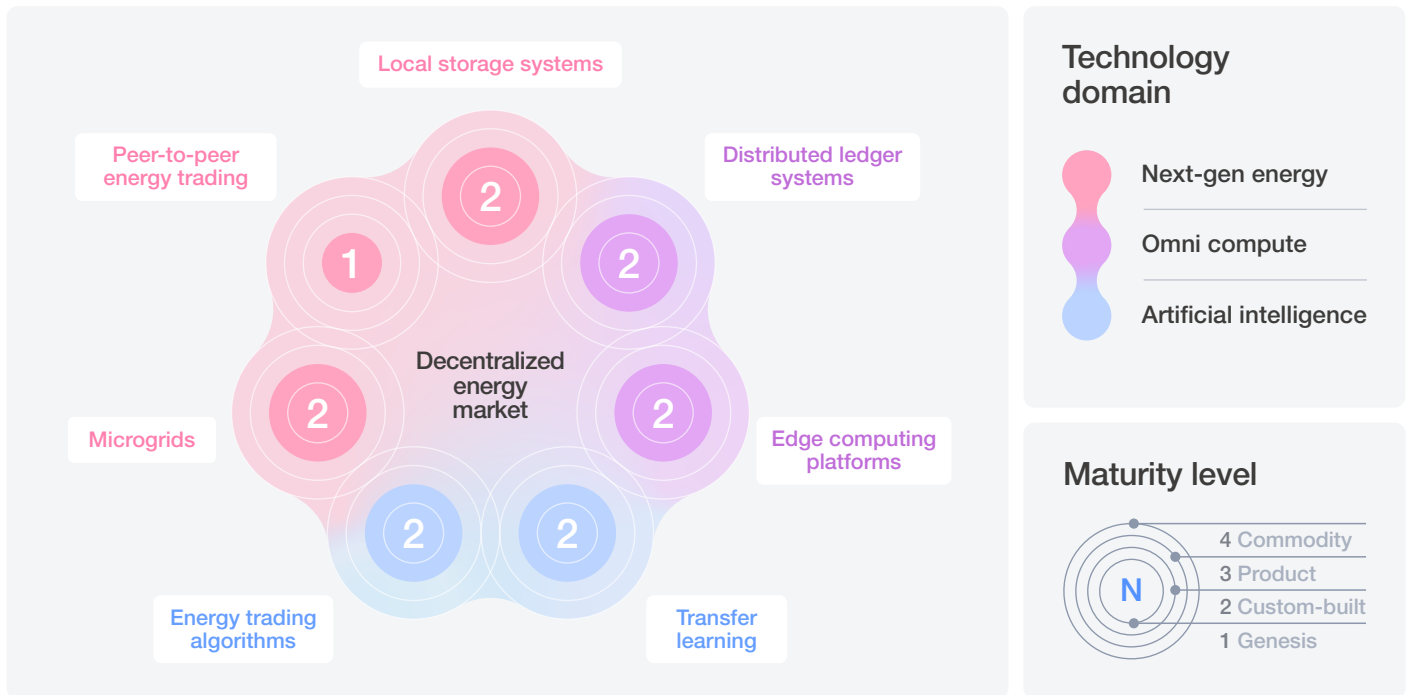 Local storage systems
Peer-to-peer
energy trading
Distributed ledger
systems
2
1
2
Decentralized
energy
market
2
2
Microgrids
Edge computing
platforms
2
2
Energy trading
algorithms
Transfer
learning
Technology
domain
Next-gen energy
Omni compute
Artificial intelligence
Maturity level
N
4 Commodity
3 Product
2 Custom-built
1 Genesis